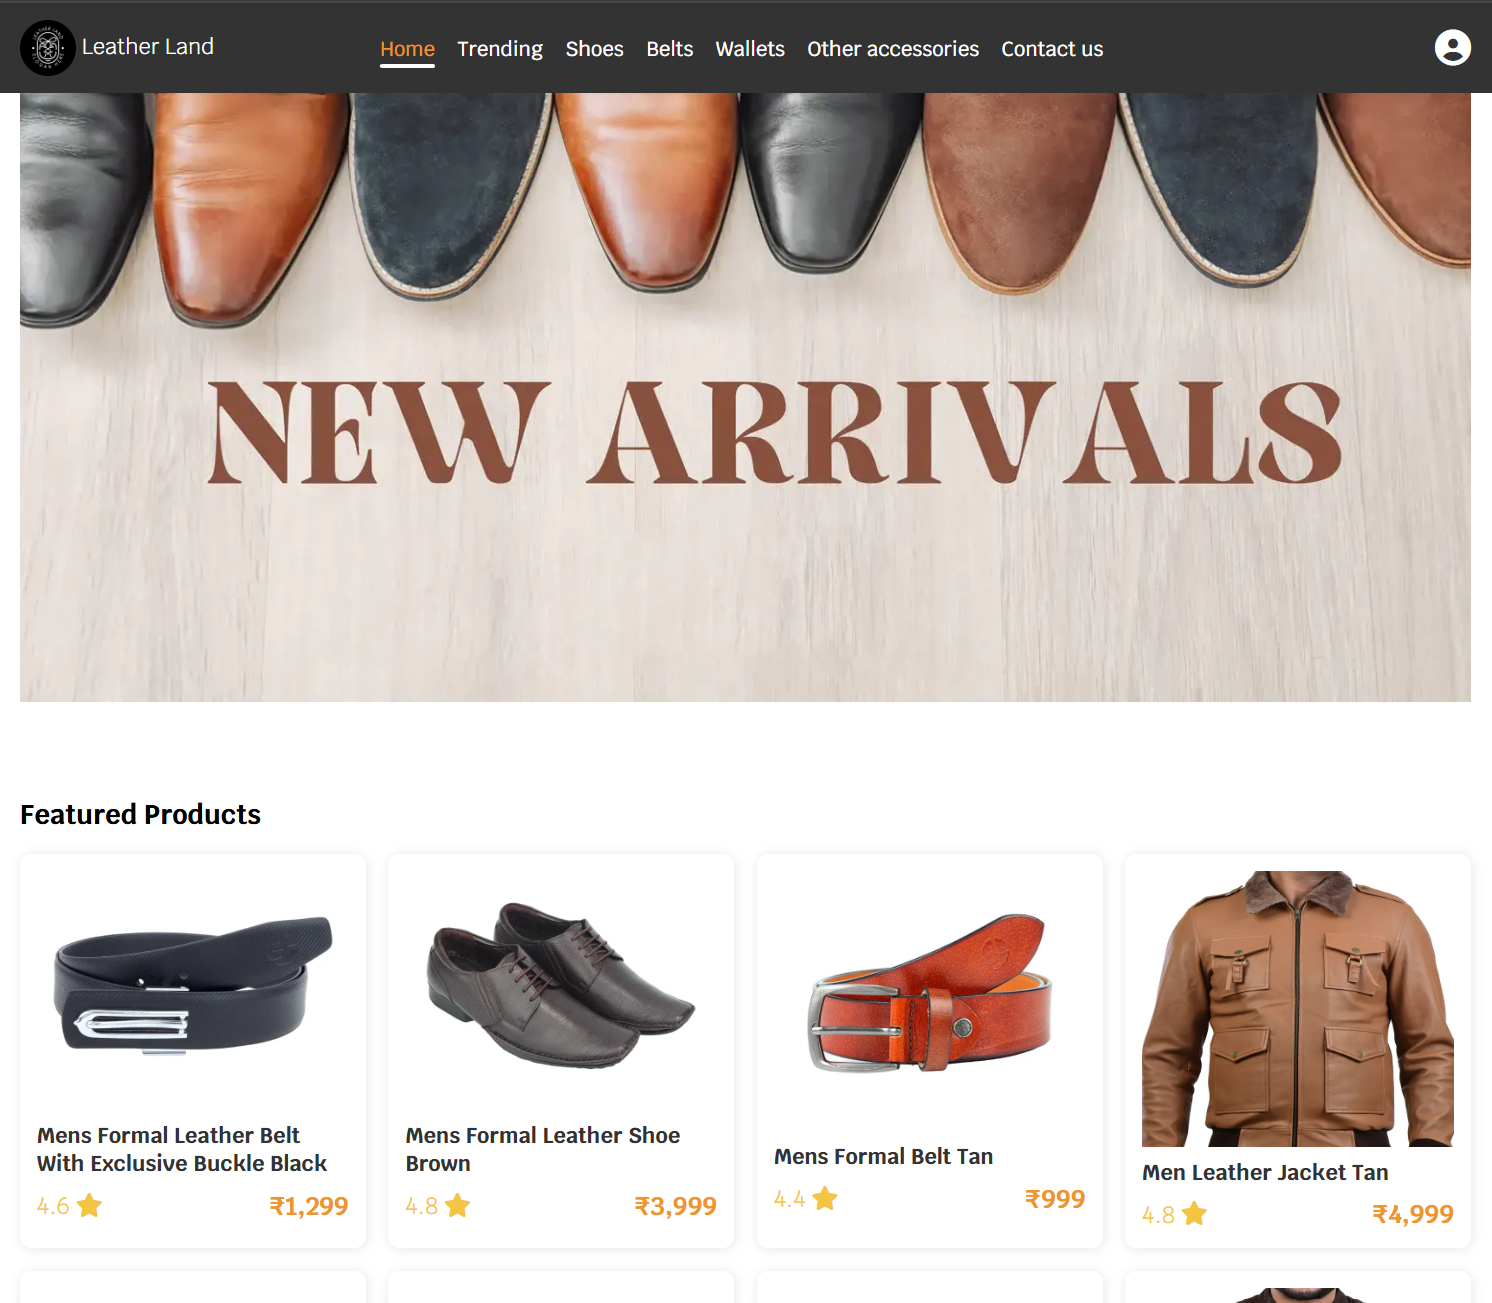 Leather Land
Home Trending Shoes Belts Wallets Other accessories Contact us
NEW ARRIVALS
Featured Products
Mens Formal Leather Belt
With Exclusive Buckle Black
4.6 ₹1,299
Mens Formal Leather Shoe
Brown
4.8 ₹3,999
Mens Formal Belt Tan
4.4 ₹999
Men Leather Jacket Tan
4.8 ₹4,999